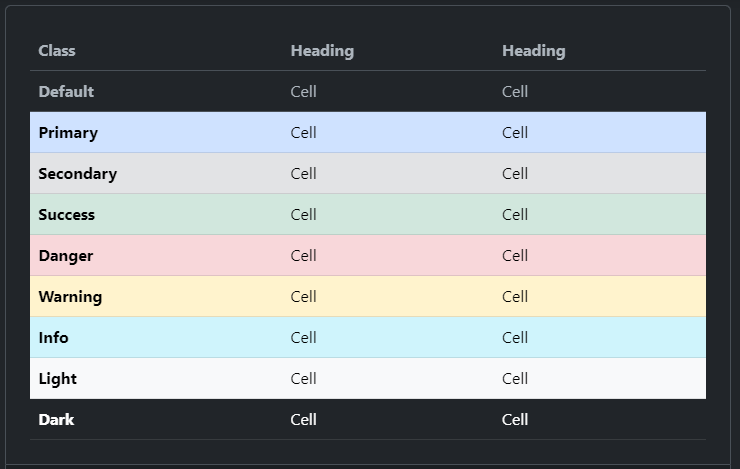 Class Heading Heading
Default Cell Cell
Primary Cell Cell
Secondary Cell Cell
Success Cell Cell
Danger Cell Cell
Warning Cell Cell
Info Cell Cell
Light Cell Cell
Dark Cell Cell